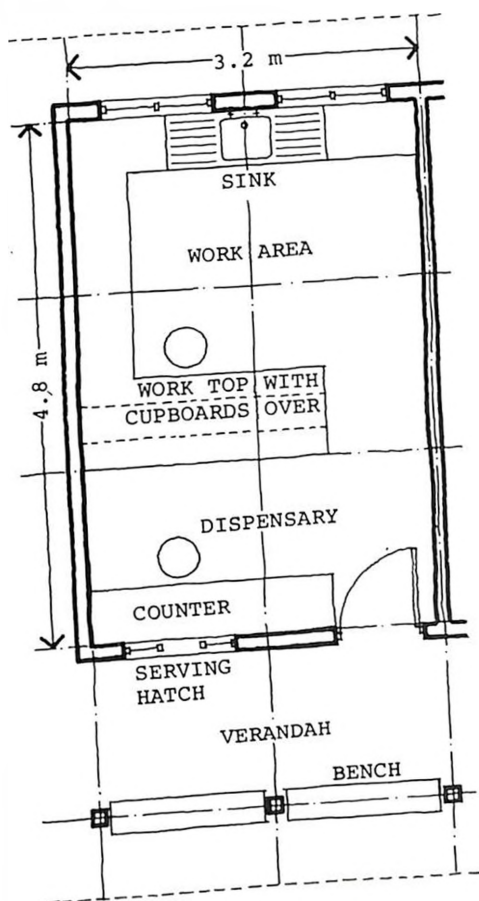 3.2 m
SINK
WORK AREA
4.8 m
WORK TOP WITH
CUPBOARDS OVER
DISPENSARY
COUNTER
SERVING
HATCH
VERANDAH
BENCH